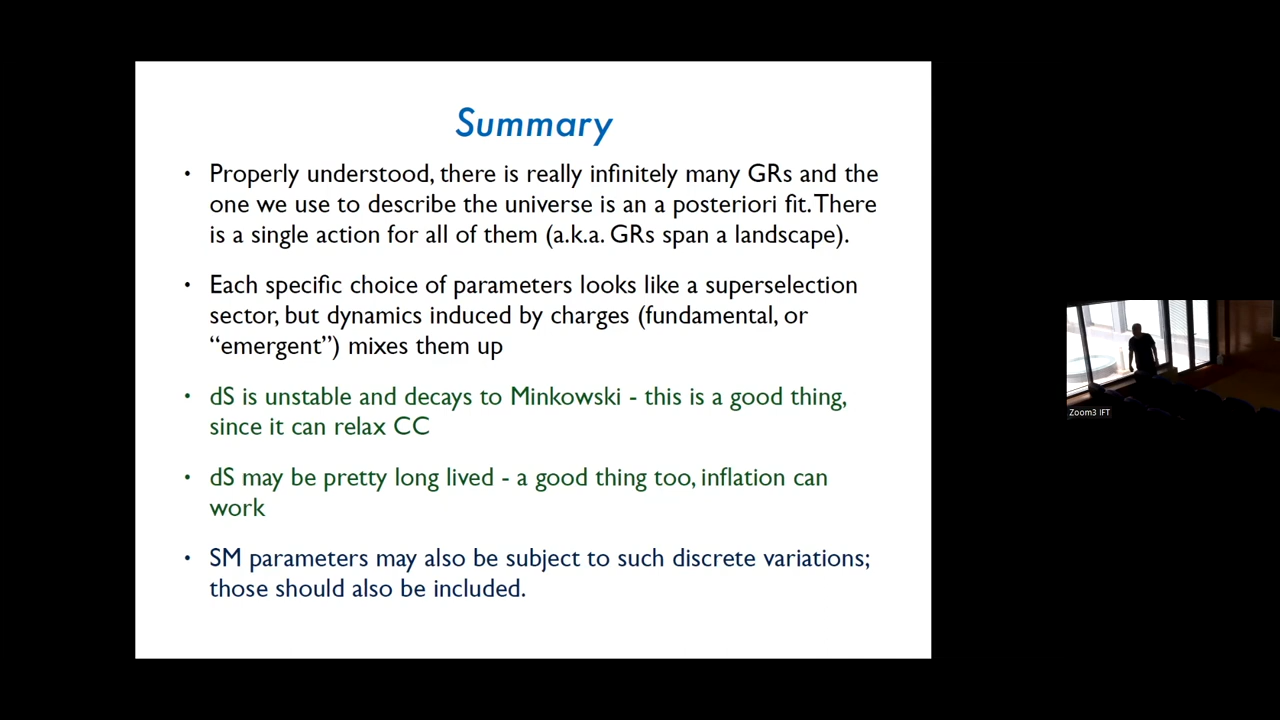 Summary
• Properly understood, there is really infinitely many GRs and the
one we use to describe the universe is an a posteriori fit. There
is a single action for all of them (a.k.a. GRs span a landscape).
• Each specific choice of parameters looks like a superselection
sector, but dynamics induced by charges (fundamental, or
“emergent”) mixes them up
• dS is unstable and decays to Minkowski - this is a good thing,
since it can relax CC
• dS may be pretty long lived - a good thing too, inflation can
work
• SM parameters may also be subject to such discrete variations;
those should also be included.
Zoom3 IFT